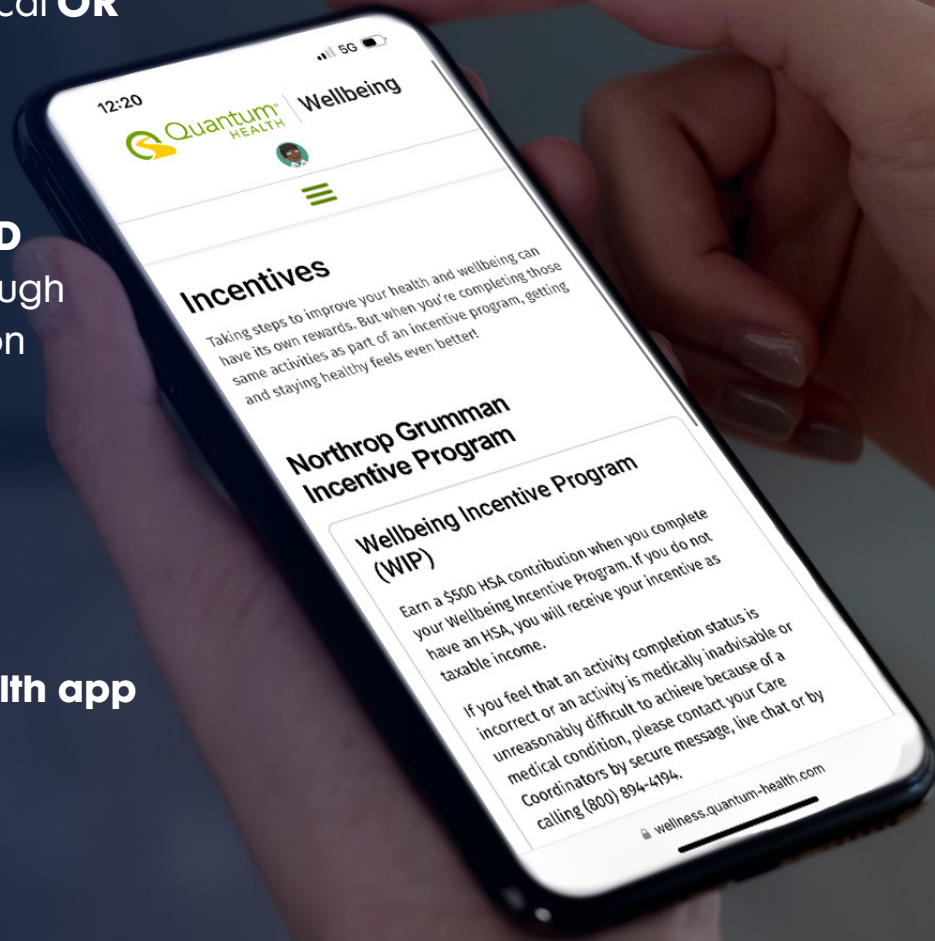 cal OR
D
ugh
on
lth app
12:20
5G
Quantum®
HEALTH
Wellbeing
Incentives
Taking steps to improve your health and wellbeing can
have its own rewards. But when you're completing those
same activities as part of an incentive program, getting
and staying healthy feels even better!
Northrop Grumman
Incentive Program
Wellbeing Incentive Program
(WIP)
Earn a $500 HSA contribution when you complete
your Wellbeing Incentive Program. If you do not
have an HSA, you will receive your incentive as
taxable income.
If you feel that an activity completion status is
incorrect or an activity is medically inadvisable or
unreasonably difficult to achieve because of a
medical condition, please contact your Care
Coordinators by secure message, live chat or by
calling (800) 894-4194.
wellness.quantum-health.com